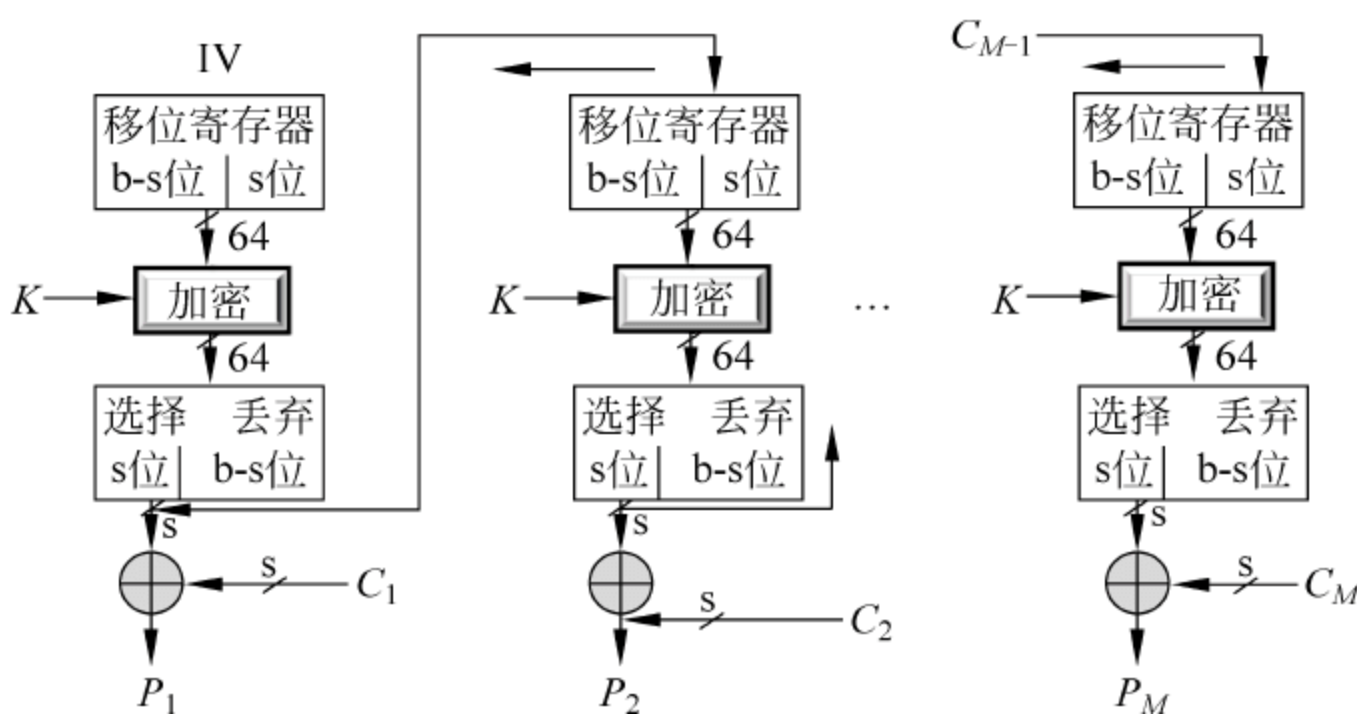 IV
移位寄存器
b-s位 s位
64
K
加密
64
选择 丢弃
s位 b-s位
s
s
C1
P1
移位寄存器
b-s位 s位
64
K
加密
64
选择 丢弃
s位 b-s位
s
s
C2
P2
...
CM-1
移位寄存器
b-s位 s位
64
K
加密
64
选择 丢弃
s位 b-s位
s
s
CM
PM